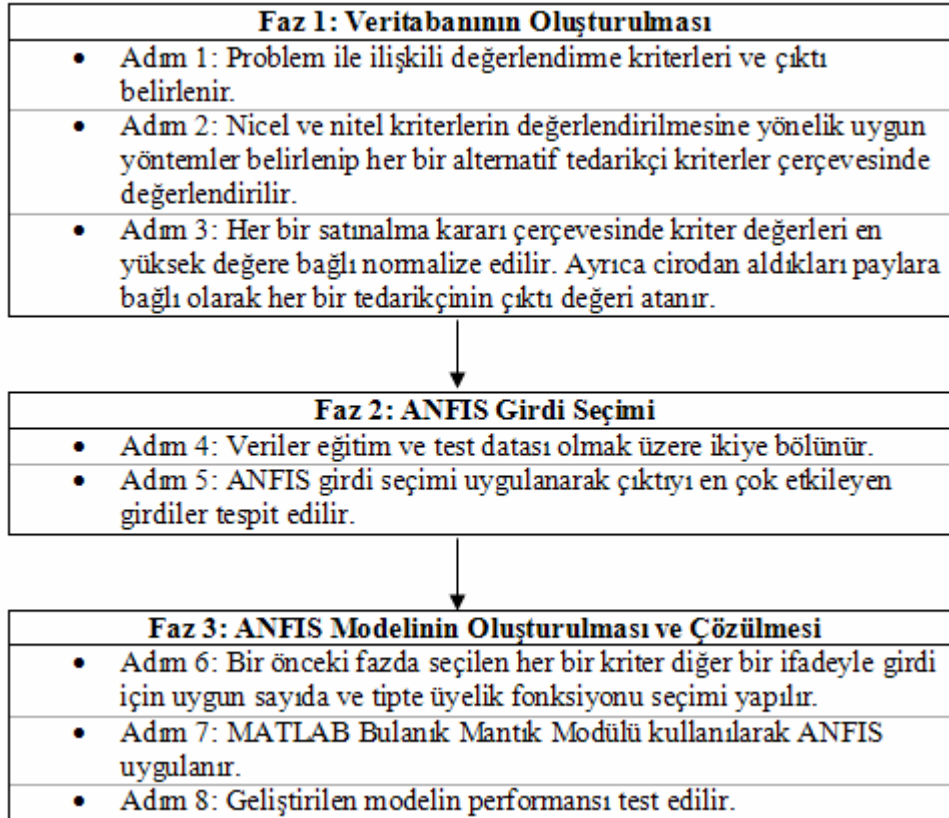 Faz 1: Veritabanının Oluşturulması
• Adım 1: Problem ile ilişkili değerlendirme kriterleri ve çıktı
belirlenir.
• Adım 2: Nicel ve nitel kriterlerin değerlendirilmesine yönelik uygun
yöntemler belirlenip her bir alternatif tedarikçi kriterler çerçevesinde
değerlendirilir.
• Adım 3: Her bir satınalma kararı çerçevesinde kriter değerleri en
yüksek değere bağlı normalize edilir. Ayrıca cirodan aldıkları paylara
bağlı olarak her bir tedarikçinin çıktı değeri atanır.
Faz 2: ANFIS Girdi Seçimi
• Adım 4: Veriler eğitim ve test datası olmak üzere ikiye bölünür.
• Adım 5: ANFIS girdi seçimi uygulanarak çıktıyı en çok etkileyen
girdiler tespit edilir.
Faz 3: ANFIS Modelinin Oluşturulması ve Çözülmesi
• Adım 6: Bir önceki fazda seçilen her bir kriter diğer bir ifadeyle girdi
için uygun sayıda ve tipte üyelik fonksiyonu seçimi yapılır.
• Adım 7: MATLAB Bulanık Mantık Modülü kullanılarak ANFIS
uygulanır.
• Adım 8: Geliştirilen modelin performansı test edilir.